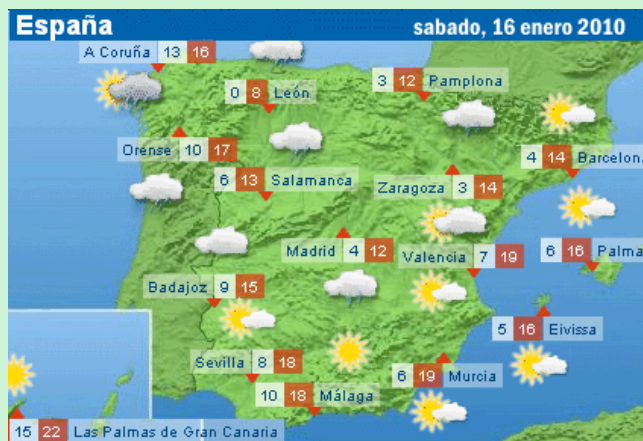 España sabado, 16 enero 2010
A Coruña 13 16
3 12 Pamplona
0 8 León
Orense 10 17
4 14 Barcelona
6 13 Salamanca
Zaragoza 3 14
Madrid 4 12
Valencia 7 19
6 16 Palma
Badajoz 9 15
5 16 Eivissa
Sevilla 8 18
6 19 Murcia
10 18 Málaga
15 22 Las Palmas de Gran Canaria